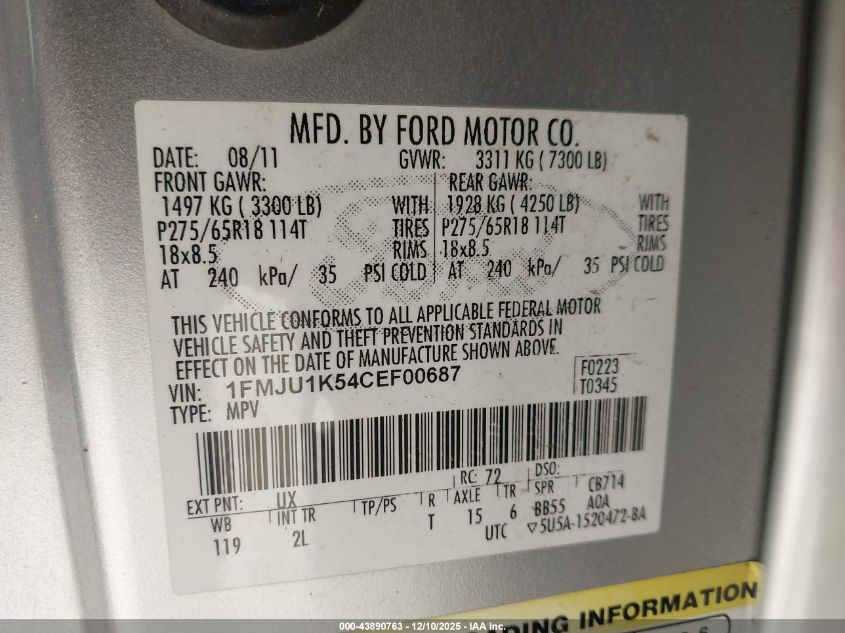 MFD. BY FORD MOTOR CO.
DATE: 08/11 GVWR: 3311 KG ( 7300 LB)
FRONT GAWR: REAR GAWR:
1497 KG ( 3300 LB) WITH 1928 KG ( 4250 LB) WITH
P275/65R18 114T TIRES P275/65R18 114T TIRES
18x8.5 RIMS 18x8.5 RIMS
AT 240 kPa/ 35 PSI COLD AT 240 kPa/ 35 PSI COLD
THIS VEHICLE CONFORMS TO ALL APPLICABLE FEDERAL MOTOR
VEHICLE SAFETY AND THEFT PREVENTION STANDARDS IN
EFFECT ON THE DATE OF MANUFACTURE SHOWN ABOVE.
VIN: 1FMJU1K54CEF00687 F0223
TYPE: MPV T0345
RC: 72 DSO:
EXT PNT: UX
WB INT TR TP/PS R AXLE TR SPR CB714
119 2L T 15 6 BB55 AOA
UTC ▽5U5A-1520472-BA
DING INFORMATION
000-43890763 - 12/10/2025 - IAA Inc.